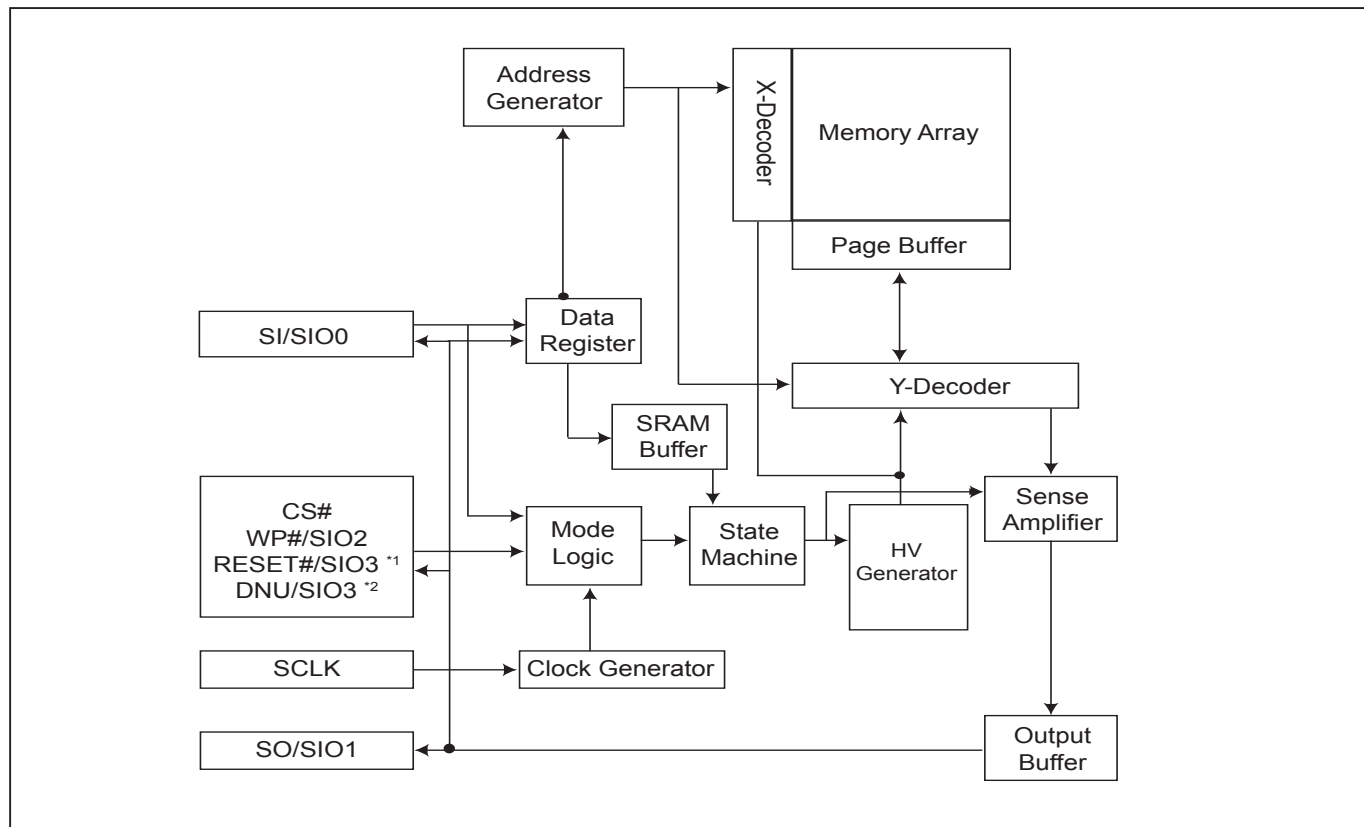 Address
Generator
X-Decoder
Memory Array
Page Buffer
SI/SIO0
Data
Register
Y-Decoder
SRAM
Buffer
CS#
WP#/SIO2
RESET#/SIO3 *1
DNU/SIO3 *2
Mode
Logic
State
Machine
HV
Generator
Sense
Amplifier
SCLK
Clock Generator
SO/SIO1
Output
Buffer